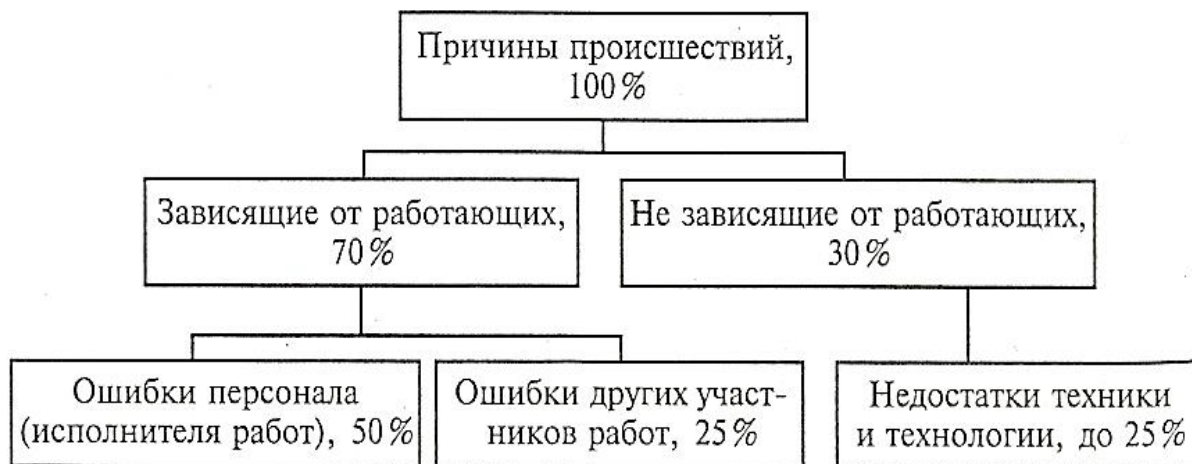 Причины происшествий,
100%
Зависящие от работающих,
70%
Не зависящие от работающих,
30%
Ошибки персонала
(исполнителя работ), 50%
Ошибки других участ-
ников работ, 25%
Недостатки техники
и технологии, до 25%